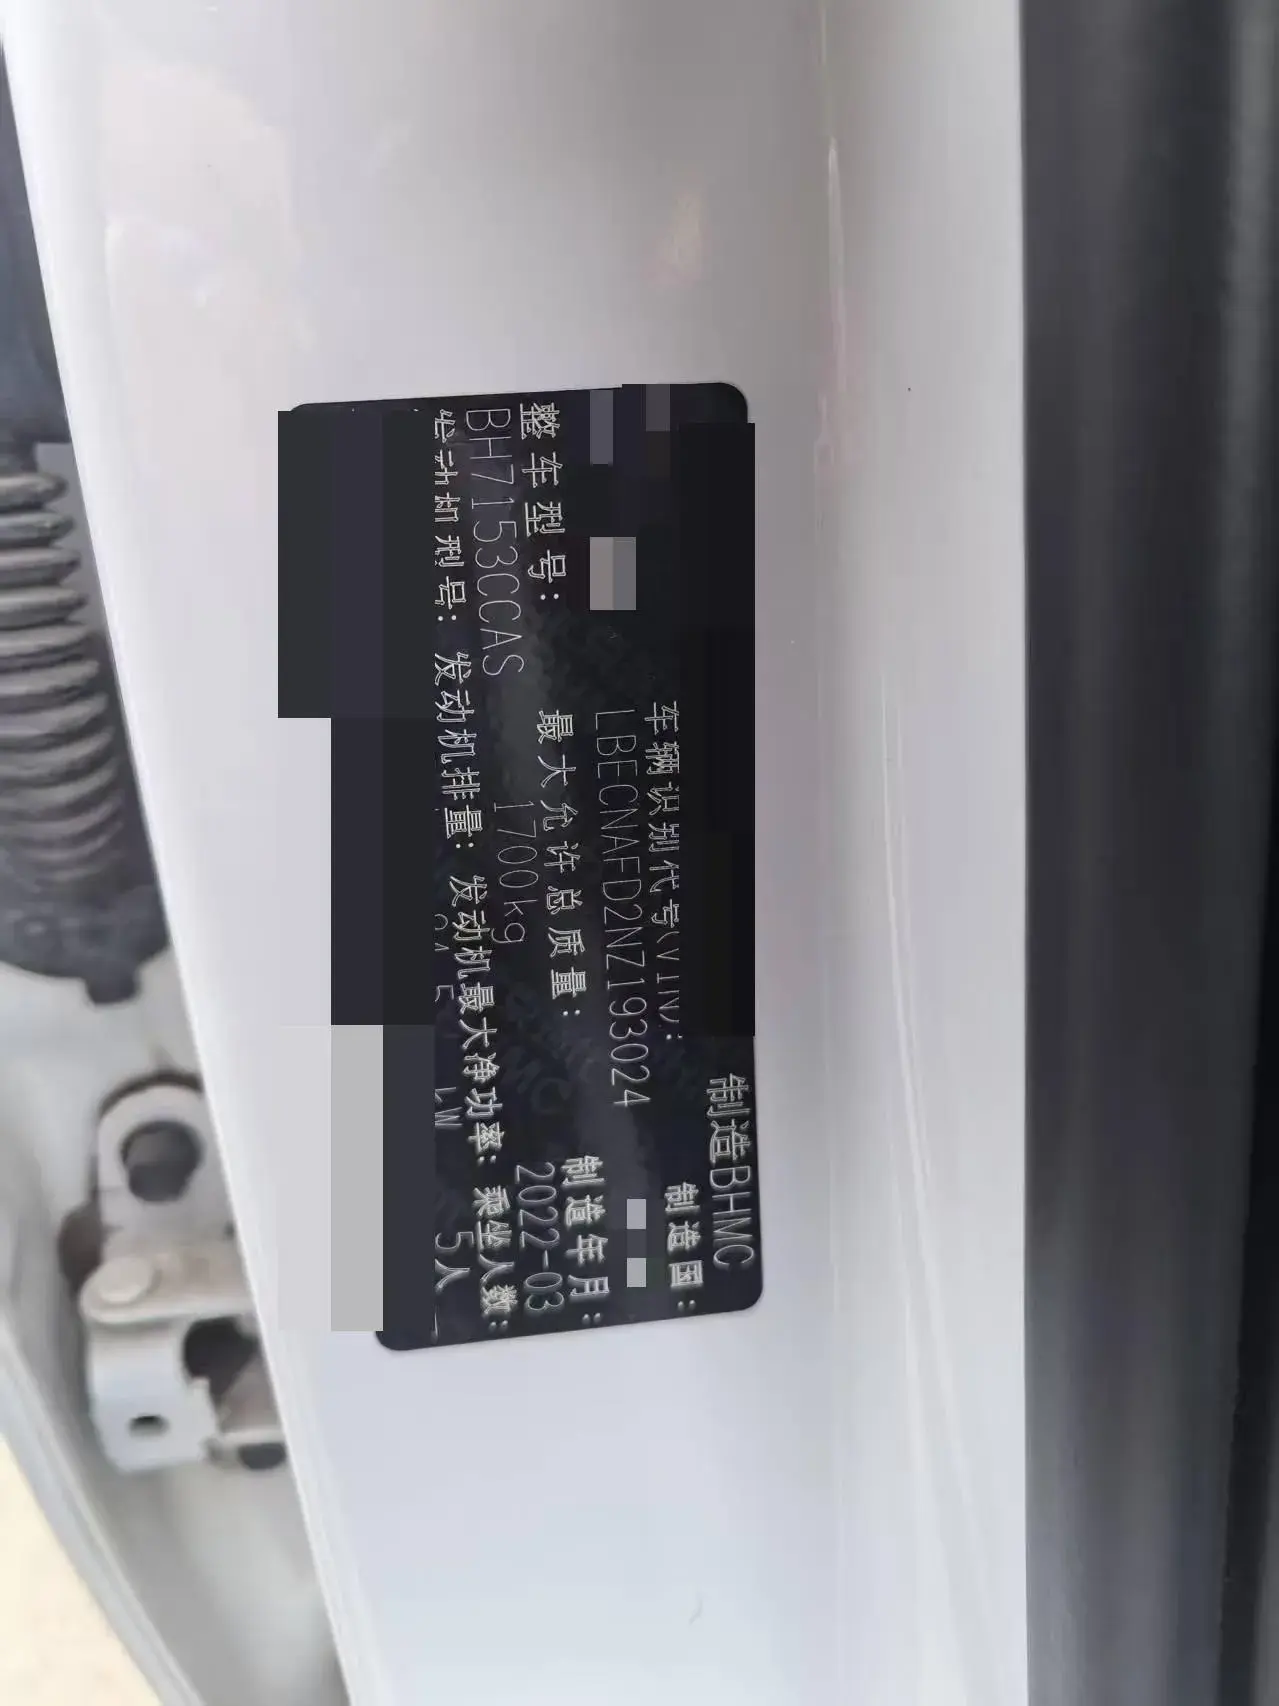 制造BHMC
车辆识别代号(VIN): 制造国:
LBECNAFD2NZ193024
整车型号: 最大允许总质量: 制造年月:
BH7153CCAS 1700kg 2022-03
发动机型号: 发动机排量: 发动机最大净功率: 乘坐人数:
kW 5人